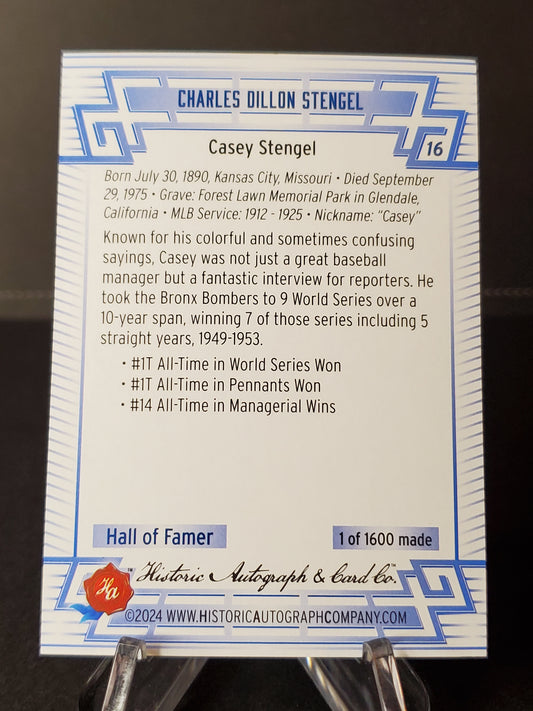 CHARLES DILLON STENGEL
Casey Stengel
16
Born July 30, 1890, Kansas City, Missouri • Died September
29, 1975 • Grave: Forest Lawn Memorial Park in Glendale,
California • MLB Service: 1912 - 1925 • Nickname: "Casey"
Known for his colorful and sometimes confusing
sayings, Casey was not just a great baseball
manager but a fantastic interview for reporters. He
took the Bronx Bombers to 9 World Series over a
10-year span, winning 7 of those series including 5
straight years, 1949-1953.
• #1T All-Time in World Series Won
• #1T All-Time in Pennants Won
• #14 All-Time in Managerial Wins
Hall of Famer
1 of 1600 made
Historic Autograph & Card Co.™
HA
©2024 WWW.HISTORICAUTOGRAPHCOMPANY.COM